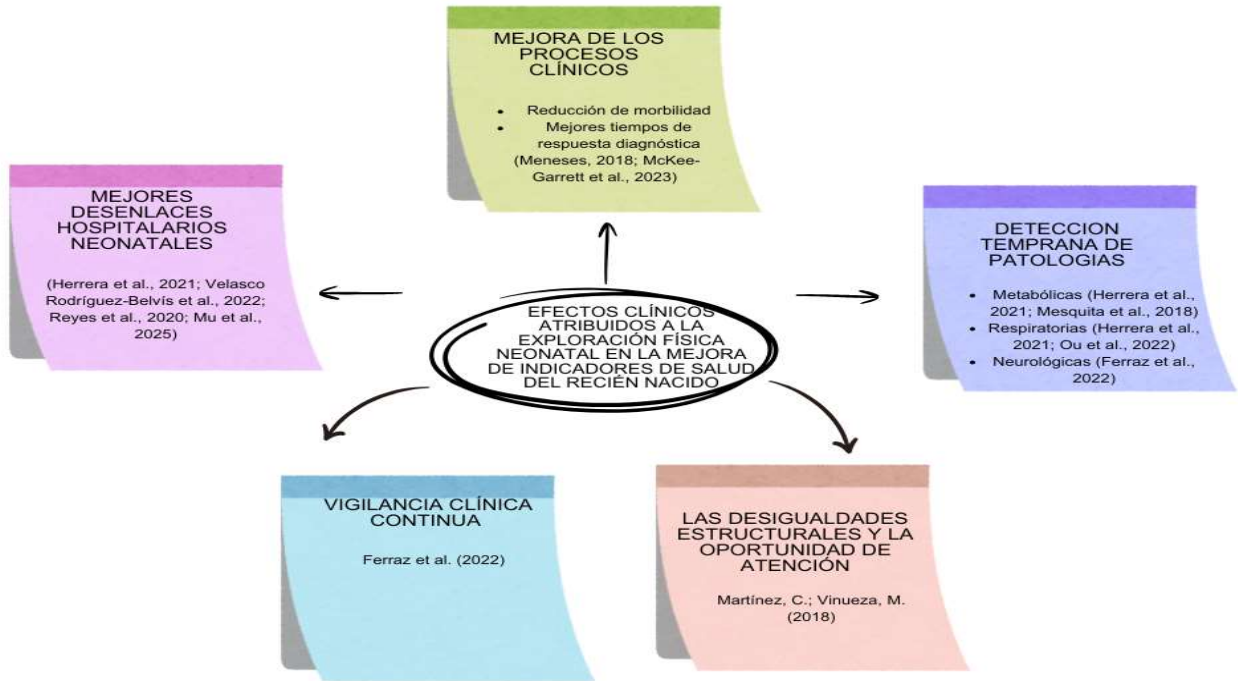 MEJORA DE LOS
PROCESOS
CLÍNICOS
• Reducción de morbilidad
• Mejores tiempos de
respuesta diagnóstica
(Meneses, 2018; McKee-
Garrett et al., 2023)
MEJORES
DESENLACES
HOSPITALARIOS
NEONATALES
(Herrera et al., 2021; Velasco
Rodríguez-Belvís et al., 2022;
Reyes et al., 2020; Mu et al.,
2025)
DETECCION
TEMPRANA DE
PATOLOGIAS
• Metabólicas (Herrera et al.,
2021; Mesquita et al., 2018)
• Respiratorias (Herrera et al.,
2021; Ou et al., 2022)
• Neurológicas (Ferraz et al.,
2022)
EFECTOS CLÍNICOS
ATRIBUIDOS A LA
EXPLORACIÓN FÍSICA
NEONATAL EN LA MEJORA
DE INDICADORES DE SALUD
DEL RECIÉN NACIDO
VIGILANCIA CLÍNICA
CONTINUA
Ferraz et al. (2022)
LAS DESIGUALDADES
ESTRUCTURALES Y LA
OPORTUNIDAD DE
ATENCIÓN
Martínez, C.; Vinueza, M.
(2018)